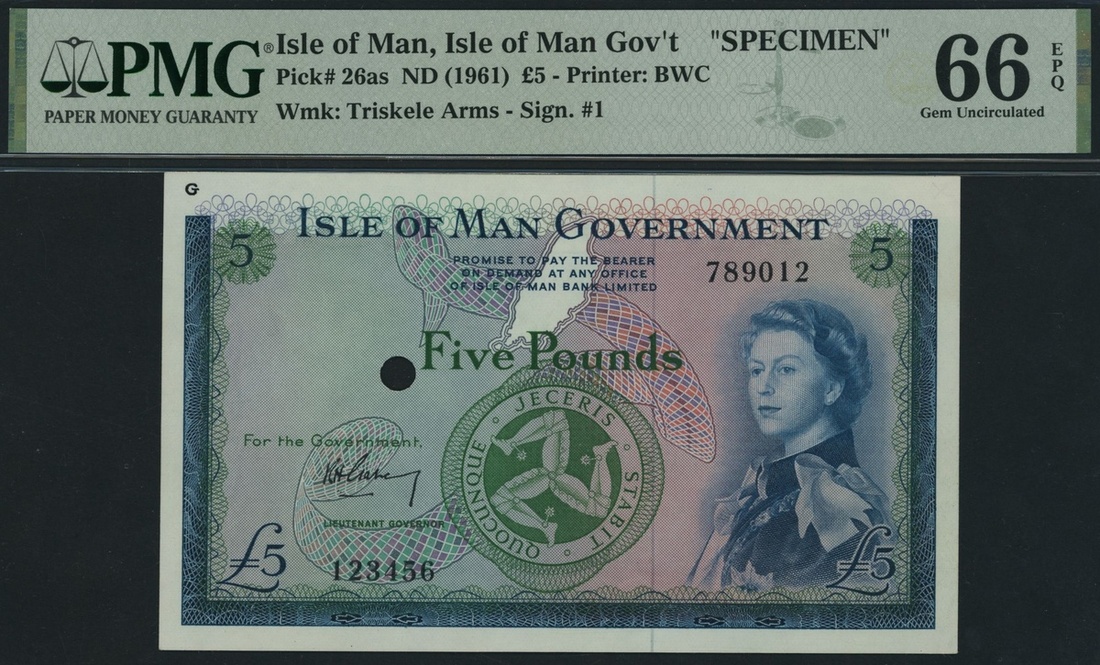 PMG®
PAPER MONEY GUARANTY
Isle of Man, Isle of Man Gov't "SPECIMEN"
Pick# 26as ND (1961) £5 - Printer: BWC
Wmk: Triskele Arms - Sign. #1
66 EPQ
Gem Uncirculated
G
ISLE OF MAN GOVERNMENT
5
5
PROMISE TO PAY THE BEARER
ON DEMAND AT ANY OFFICE
OF ISLE OF MAN BANK LIMITED
789012
Five Pounds
QUOCUNQUE · JECERIS · STABIT
For the Government,
LIEUTENANT GOVERNOR
£5
123456
£5